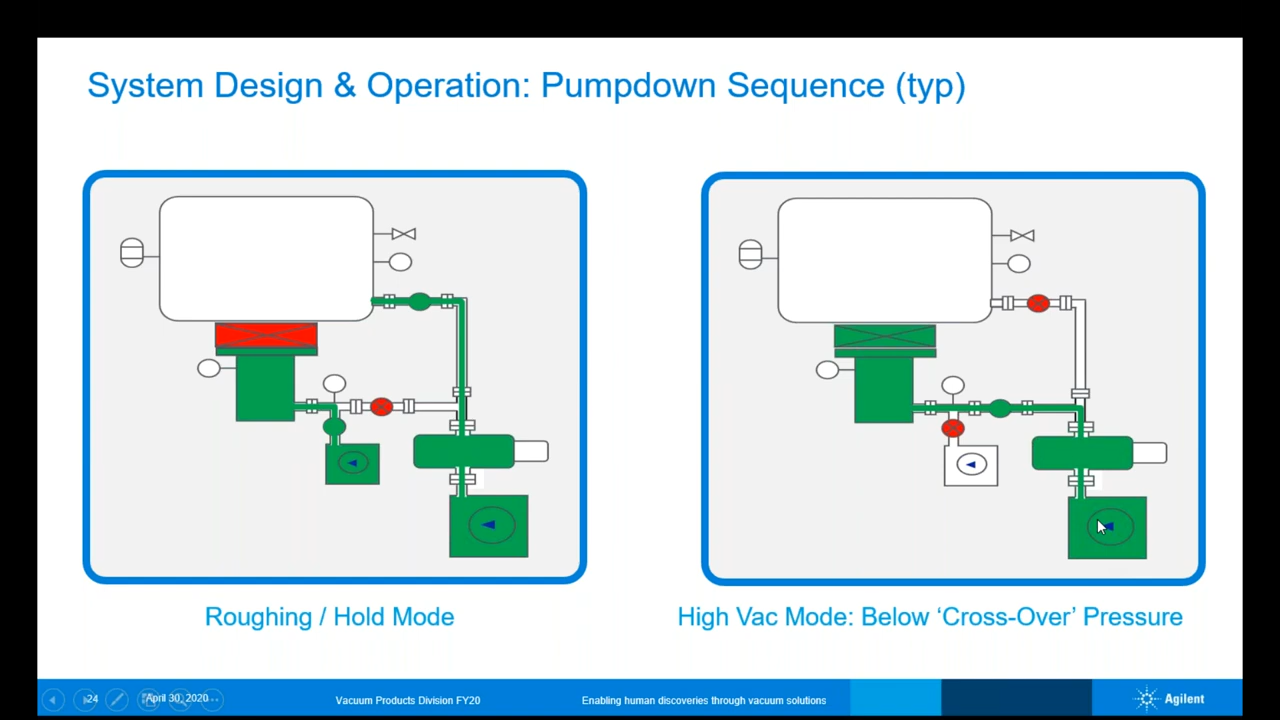 System Design & Operation: Pumpdown Sequence (typ)
Roughing / Hold Mode
High Vac Mode: Below ‘Cross-Over’ Pressure
24
April 30, 2020
Vacuum Products Division FY20
Enabling human discoveries through vacuum solutions
Agilent